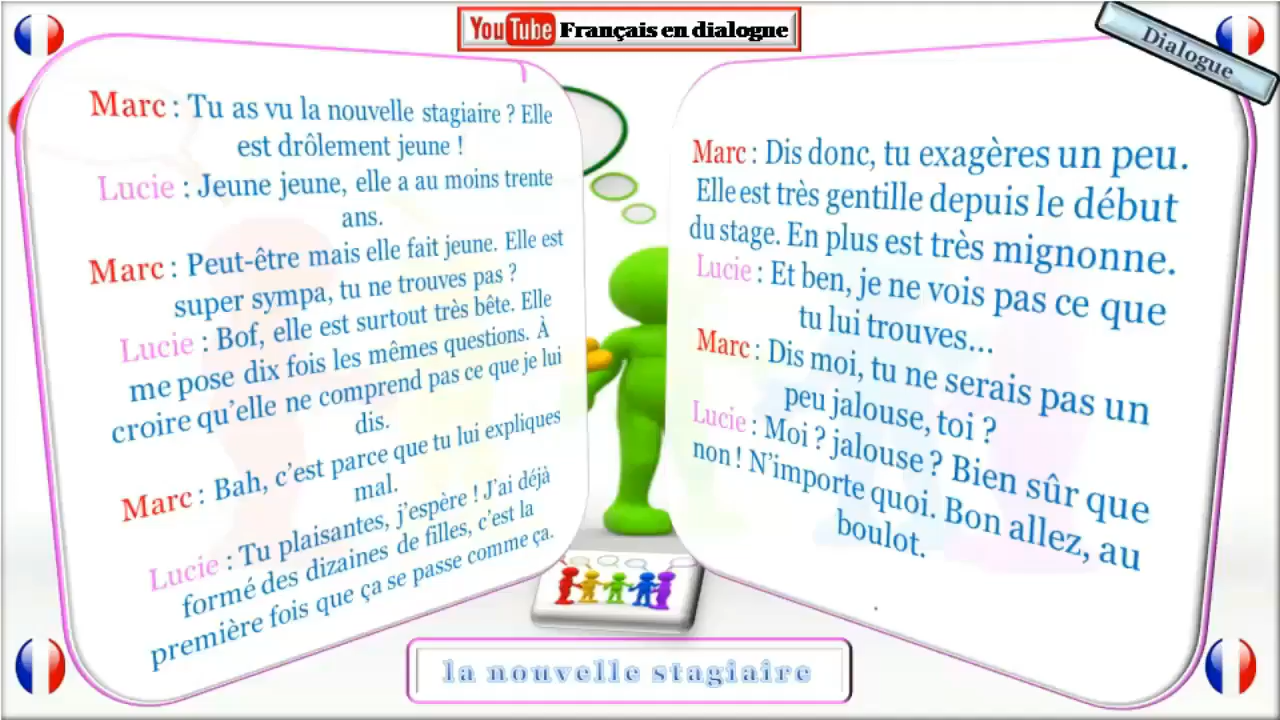 YouTube Français en dialogue
Dialogue
Marc : Tu as vu la nouvelle stagiaire ? Elle
est drôlement jeune !
Lucie : Jeune jeune, elle a au moins trente
ans.
Marc : Peut-être mais elle fait jeune. Elle est
super sympa, tu ne trouves pas ?
Lucie : Bof, elle est surtout très bête. Elle
me pose dix fois les mêmes questions. À
croire qu’elle ne comprend pas ce que je lui
dis.
Marc : Bah, c’est parce que tu lui expliques
mal.
Lucie : Tu plaisantes, j’espère ! J’ai déjà
formé des dizaines de filles, c’est la
première fois que ça se passe comme ça.
Marc : Dis donc, tu exagères un peu.
Elle est très gentille depuis le début
du stage. En plus est très mignonne.
Lucie : Et ben, je ne vois pas ce que
tu lui trouves...
Marc : Dis moi, tu ne serais pas un
peu jalouse, toi ?
Lucie : Moi ? jalouse ? Bien sûr que
non ! N’importe quoi. Bon allez, au
boulot.
la nouvelle stagiaire